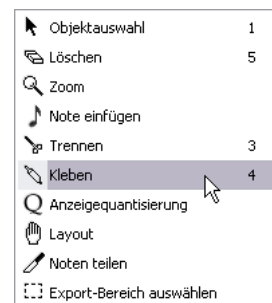 Objektauswahl 1
Löschen 5
Zoom
Note einfügen
Trennen 3
Kleben 4
Anzeigequantisierung
Layout
Noten teilen
Export-Bereich auswählen